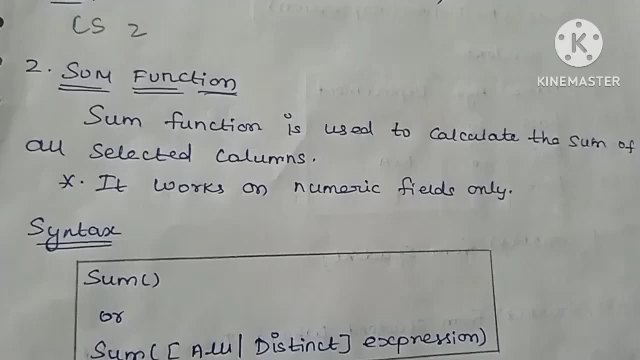 CS 2
KINEMASTER
2. SUM FUNCtion
Sum function is used to calculate the sum of
all selected columns.
*. It works on numeric fields only.
Syntax
Sum()
or
Sum([All | Distinct] expression)